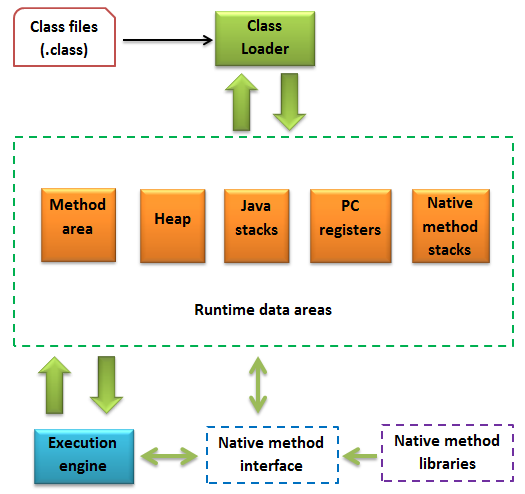 Class files
(.class)
Class
Loader
Method
area
Heap
Java
stacks
PC
registers
Native
method
stacks
Runtime data areas
Execution
engine
Native method
interface
Native method
libraries